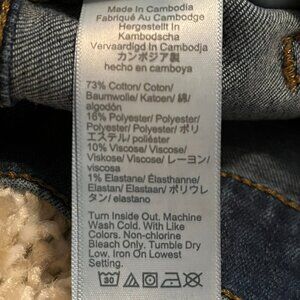 Made In Cambodia
Fabriqué Au Cambodge
Hergestellt In
Kambodscha
Vervaardigd In Cambodja
カンボジア製
hecho en camboya
73% Cotton/ Coton/
Baumwolle/ Katoen/ 綿/
algodón
16% Polyester/ Polyester/
Polyester/ Polyester/ ポリ
エステル/ poliéster
10% Viscose/ Viscose/
Viskose/ Viscose/ レーヨン/
viscosa
1% Elastane/ Élasthanne/
Elastan/ Elastaan/ ポリウレ
タン/ elastano
Turn Inside Out. Machine
Wash Cold. With Like
Colors. Non-chlorine
Bleach Only. Tumble Dry
Low. Iron On Lowest
Setting.
30